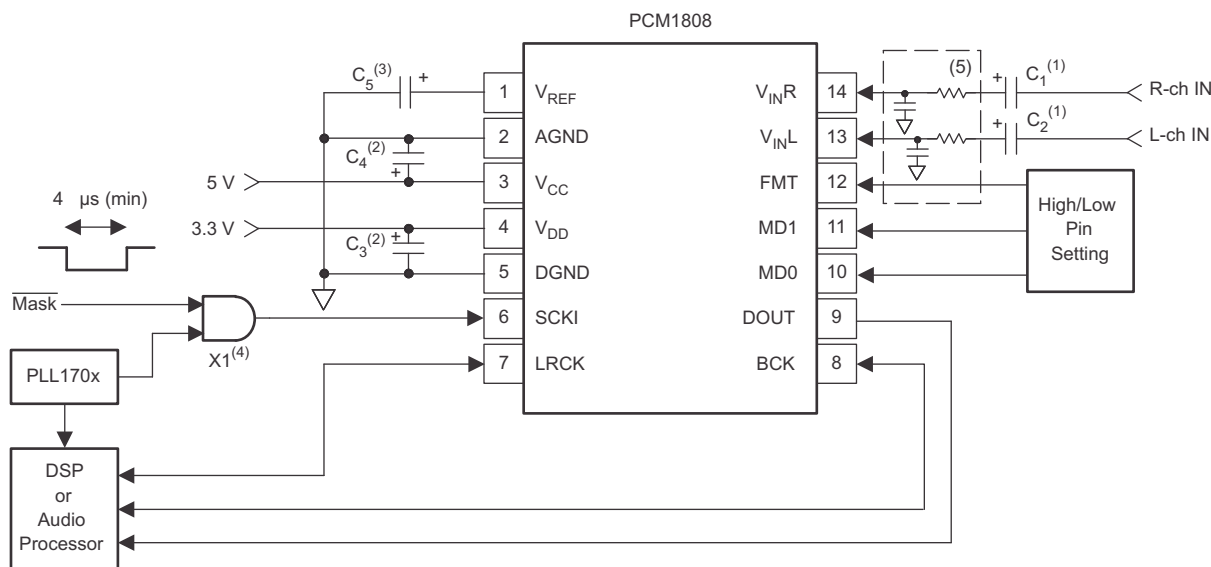 PCM1808
C5(3)
+
1
VREF
2
AGND
C4(2)
+
5 V
3
VCC
4 µs (min)
3.3 V
4
VDD
C3(2)
+
5
DGND
Mask
6
SCKI
X1(4)
7
LRCK
PLL170x
DSP
or
Audio
Processor
(5)
+
C1(1)
14
VINR
R-ch IN
+
C2(1)
13
VINL
L-ch IN
12
FMT
11
MD1
10
MD0
High/Low
Pin
Setting
DOUT
9
BCK
8